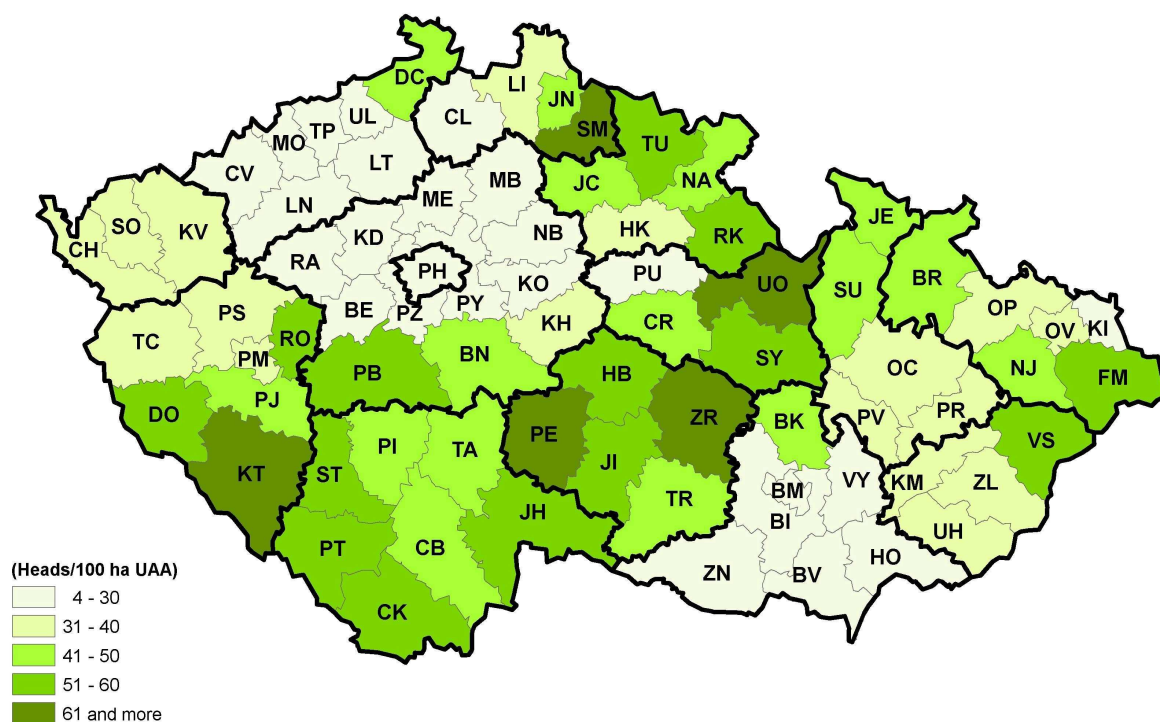 DC
LI
JN
UL
CL
SM
TP
MO
TU
LT
CV
MB
JC
NA
ME
LN
SO
KV
KD
NB
HK
RK
JE
CH
RA
PH
PU
BR
KO
UO
SU
OP
OV
KI
PS
BE
PZ
PY
KH
CR
RO
TC
PM
BN
SY
OC
NJ
FM
PB
HB
PJ
DO
PV
PR
BK
ZR
PE
VS
PI
TA
KT
ST
JI
BM
VY
KM
ZL
TR
JH
BI
UH
PT
CB
HO
ZN
BV
CK
(Heads/100 ha UAA)
4 - 30
31 - 40
41 - 50
51 - 60
61 and more